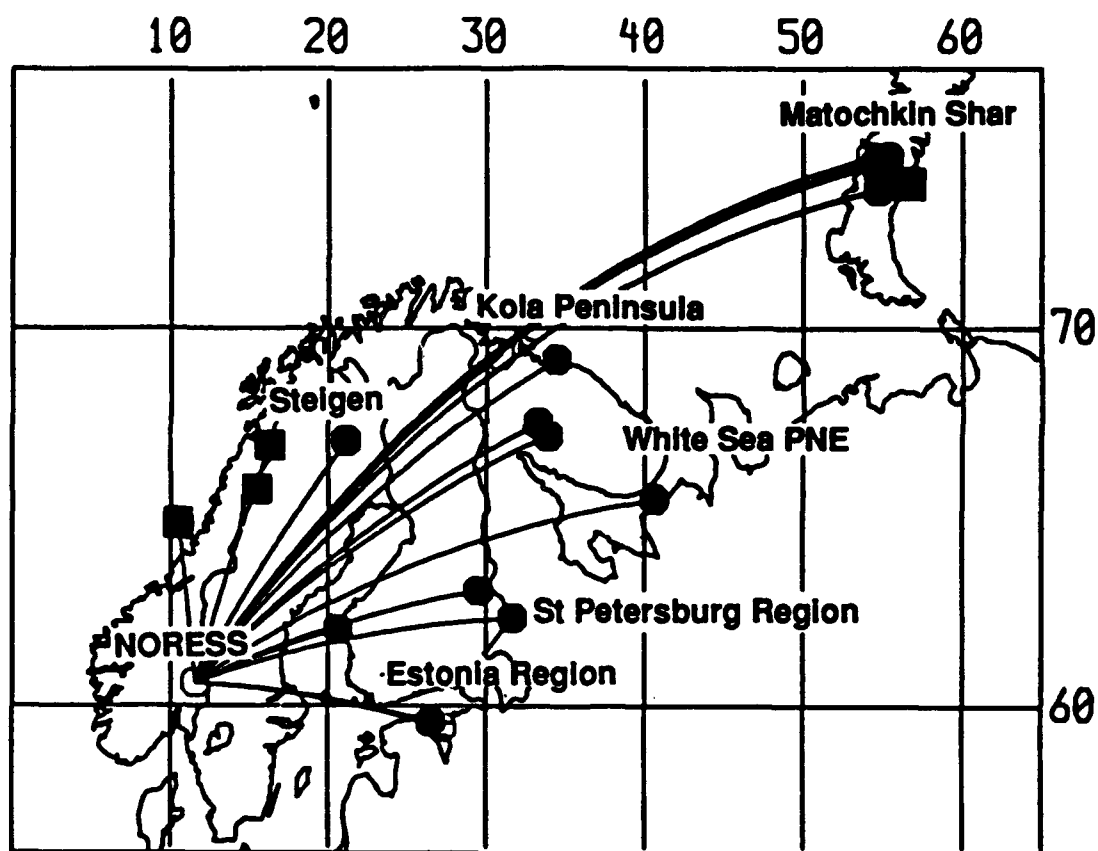 10 20 30 40 50 60
Matochkin Shar
Kola Peninsula
70
Steigen
White Sea PNE
St Petersburg Region
NORESS
Estonia Region
60